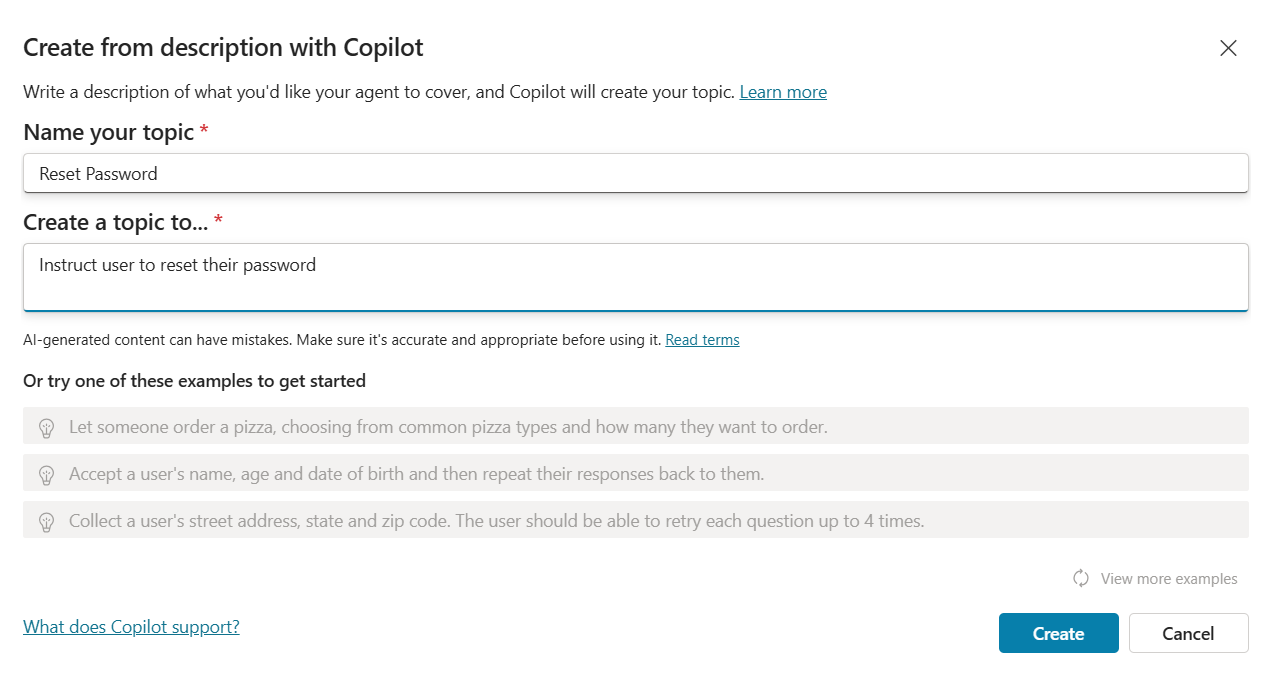 Create from description with Copilot
Write a description of what you'd like your agent to cover, and Copilot will create your topic. Learn more
Name your topic *
Reset Password
Create a topic to... *
Instruct user to reset their password
AI-generated content can have mistakes. Make sure it's accurate and appropriate before using it. Read terms
Or try one of these examples to get started
Let someone order a pizza, choosing from common pizza types and how many they want to order.
Accept a user's name, age and date of birth and then repeat their responses back to them.
Collect a user's street address, state and zip code. The user should be able to retry each question up to 4 times.
View more examples
What does Copilot support?
Create
Cancel